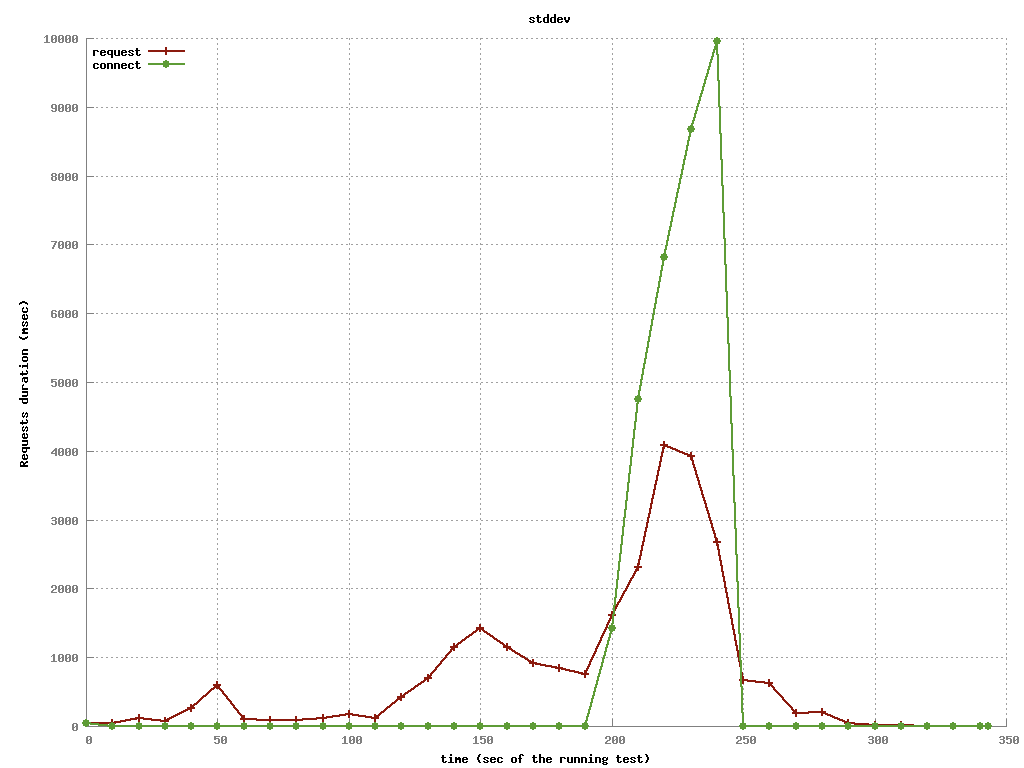 stddev
request
connect
10000
9000
8000
7000
6000
5000
4000
3000
2000
1000
0
Requests duration (msec)
0 50 100 150 200 250 300 350
time (sec of the running test)